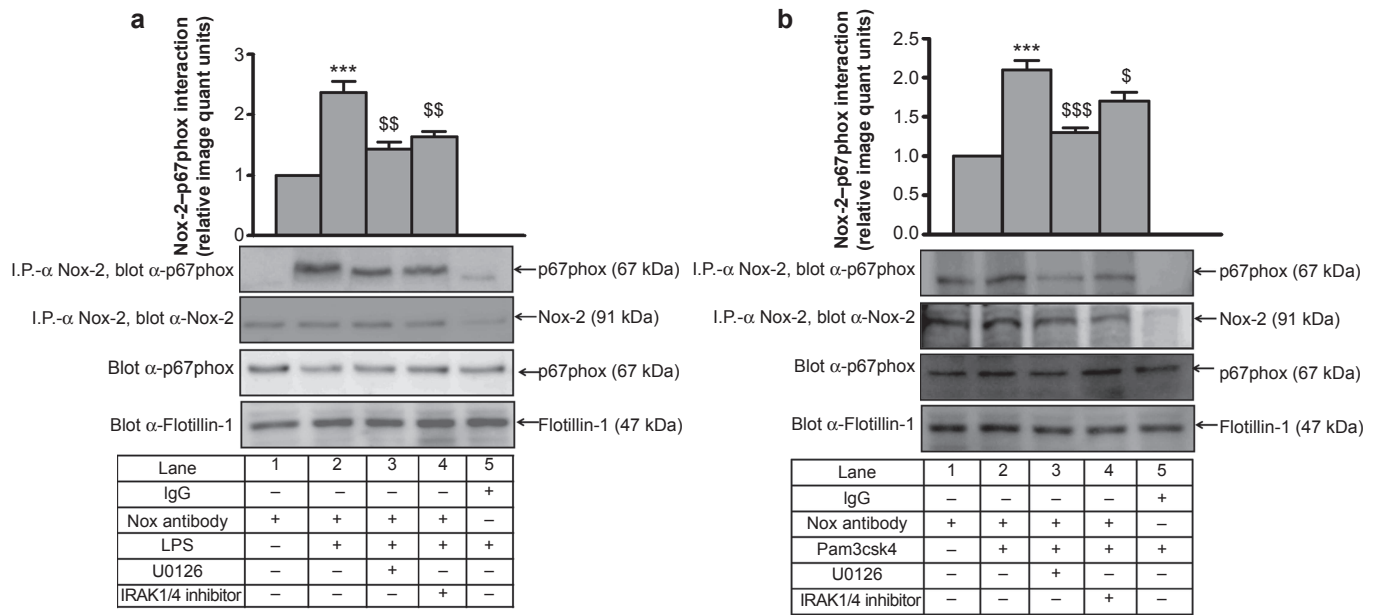 a
Nox-2–p67phox interaction
(relative image quant units)
3
2
1
0
***
$$
$$
I.P.-α Nox-2, blot α-p67phox
p67phox (67 kDa)
I.P.-α Nox-2, blot α-Nox-2
Nox-2 (91 kDa)
Blot α-p67phox
p67phox (67 kDa)
Blot α-Flotillin-1
Flotillin-1 (47 kDa)
Lane 1 2 3 4 5
IgG – – – – +
Nox antibody + + + + –
LPS – + + + +
U0126 +
IRAK1/4 inhibitor +
b
Nox-2–p67phox interaction
(relative image quant units)
2.5
2.0
1.5
1.0
0.5
0.0
***
$$$
$
I.P.-α Nox-2, blot α-p67phox
p67phox (67 kDa)
I.P.-α Nox-2, blot α-Nox-2
Nox-2 (91 kDa)
Blot α-p67phox
p67phox (67 kDa)
Blot α-Flotillin-1
Flotillin-1 (47 kDa)
Lane 1 2 3 4 5
IgG – – – – +
Nox antibody + + + + –
Pam3csk4 – + + + +
U0126 +
IRAK1/4 inhibitor +